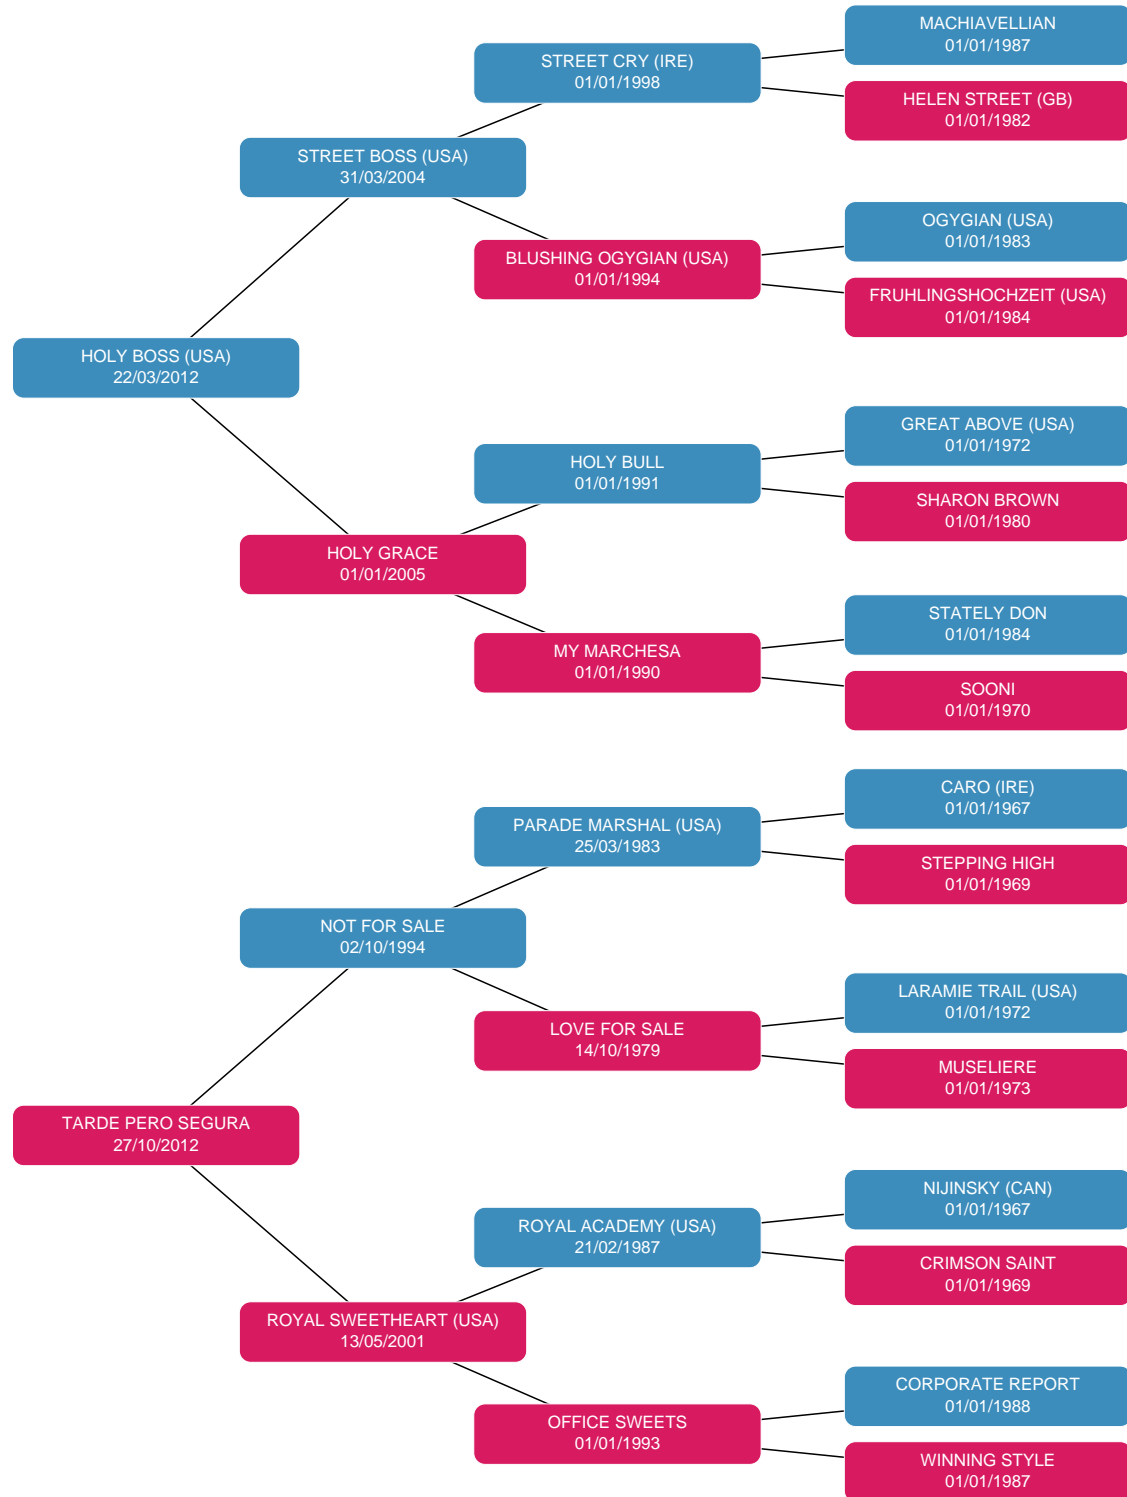 MACHIAVELLIAN
01/01/1987
STREET CRY (IRE)
01/01/1998
HELEN STREET (GB)
01/01/1982
STREET BOSS (USA)
31/03/2004
OGYGIAN (USA)
01/01/1983
BLUSHING OGYGIAN (USA)
01/01/1994
FRUHLINGSHOCHZEIT (USA)
01/01/1984
HOLY BOSS (USA)
22/03/2012
GREAT ABOVE (USA)
01/01/1972
HOLY BULL
01/01/1991
SHARON BROWN
01/01/1980
HOLY GRACE
01/01/2005
STATELY DON
01/01/1984
MY MARCHESA
01/01/1990
SOONI
01/01/1970
CARO (IRE)
01/01/1967
PARADE MARSHAL (USA)
25/03/1983
STEPPING HIGH
01/01/1969
NOT FOR SALE
02/10/1994
LARAMIE TRAIL (USA)
01/01/1972
LOVE FOR SALE
14/10/1979
MUSELIERE
01/01/1973
TARDE PERO SEGURA
27/10/2012
NIJINSKY (CAN)
01/01/1967
ROYAL ACADEMY (USA)
21/02/1987
CRIMSON SAINT
01/01/1969
ROYAL SWEETHEART (USA)
13/05/2001
CORPORATE REPORT
01/01/1988
OFFICE SWEETS
01/01/1993
WINNING STYLE
01/01/1987